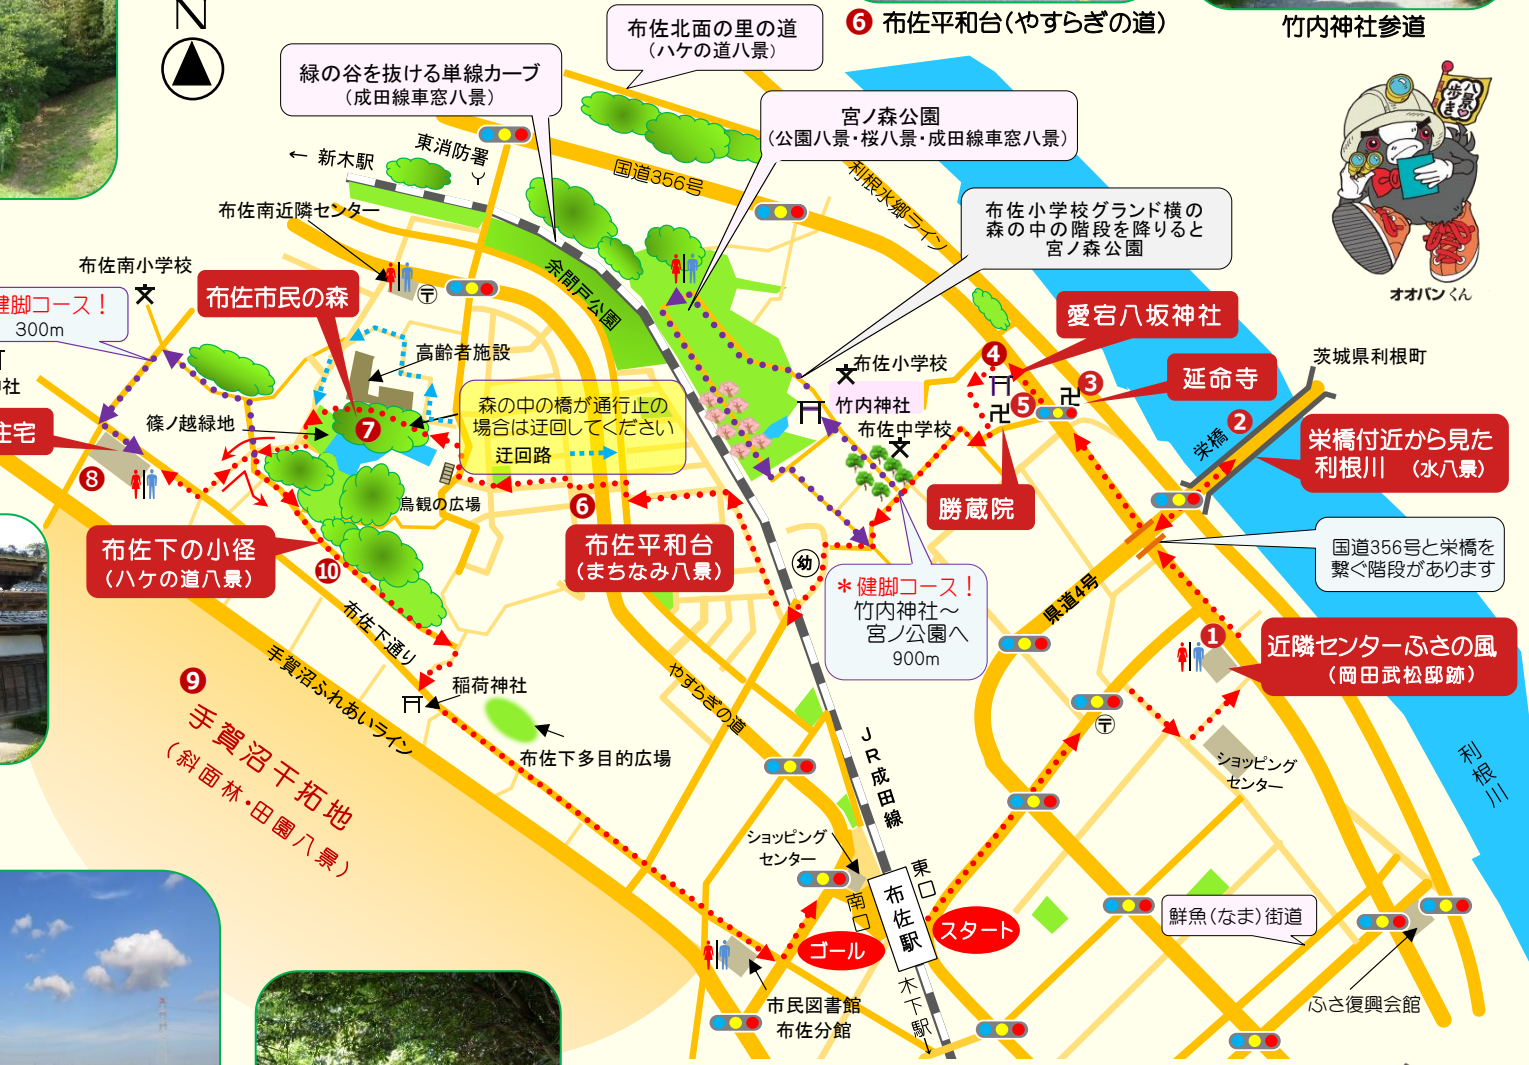 N
❻ 布佐平和台(やすらぎの道)
竹内神社参道
布佐北面の里の道
（ハケの道八景）
緑の谷を抜ける単線カーブ
（成田線車窓八景）
宮ノ森公園
（公園八景・桜八景・成田線車窓八景）
八景♡
歩き
オオバンくん
← 新木駅
東消防署
国道356号
利根水郷ライン
布佐南近隣センター
布佐小学校グランド横の
森の中の階段を降りると
宮ノ森公園
布佐南小学校
健脚コース！
300m
布佐市民の森
余間戸公園
愛宕八坂神社
茨城県利根町
高齢者施設
布佐小学校
❹
❸
延命寺
森の中の橋が通行止の
場合は迂回してください
迂回路
篠ノ越緑地
❼
竹内神社
布佐中学校
❺
栄橋
❷
栄橋付近から見た
利根川 （水八景）
住宅
❽
鳥観の広場
❻
布佐平和台
（まちなみ八景）
勝蔵院
布佐下の小径
（ハケの道八景）
❿
幼
国道356号と栄橋を
繋ぐ階段があります
＊健脚コース！
竹内神社～
宮ノ公園へ
900m
県道4号
❶
近隣センターふさの風
（岡田武松邸跡）
布佐下通り
手賀沼ふれあいライン
稲荷神社
布佐下多目的広場
やすらぎの道
❾
手賀沼干拓地
（斜面林・田園八景）
JR成田線
ショッピング
センター
利根川
ショッピング
センター
東口
南口
布佐駅
スタート
ゴール
鮮魚（なま）街道
市民図書館
布佐分館
木下駅
↓
ふさ復興会館